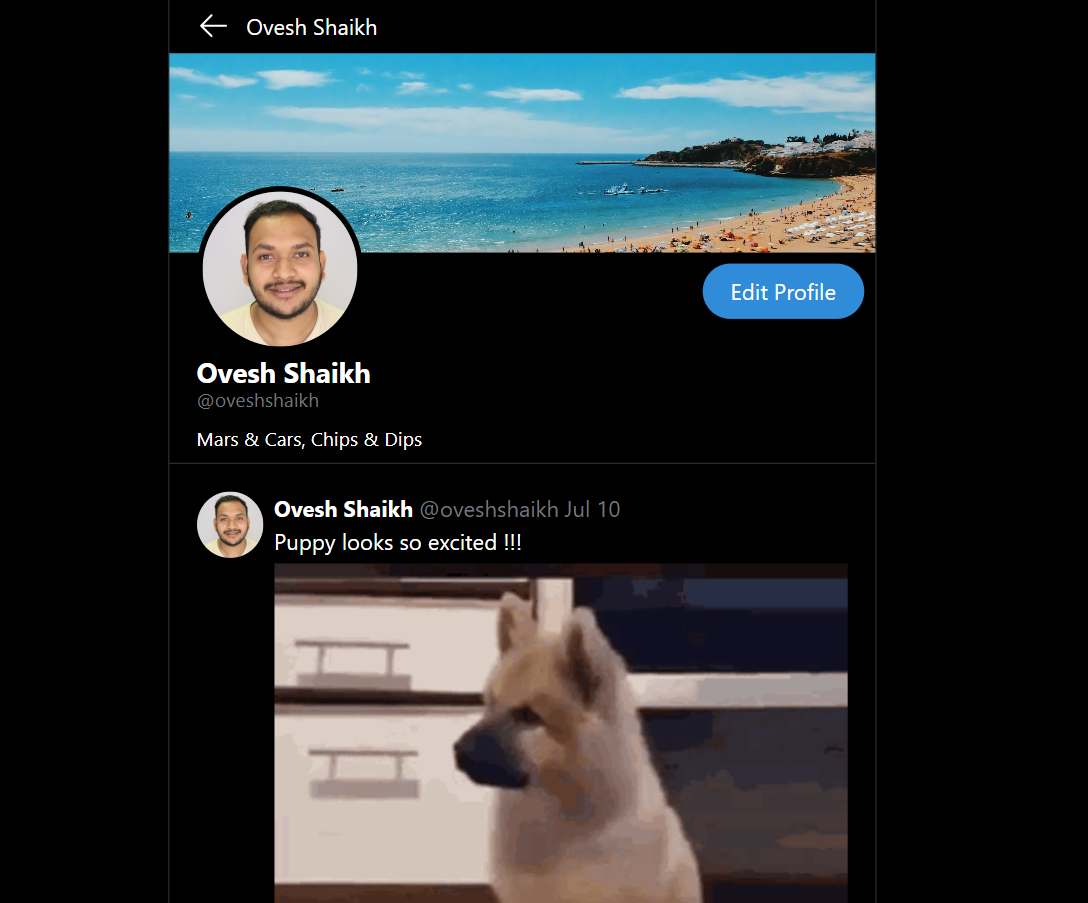 Ovesh Shaikh
Edit Profile
Ovesh Shaikh
@oveshshaikh
Mars & Cars, Chips & Dips
Ovesh Shaikh @oveshshaikh Jul 10
Puppy looks so excited !!!